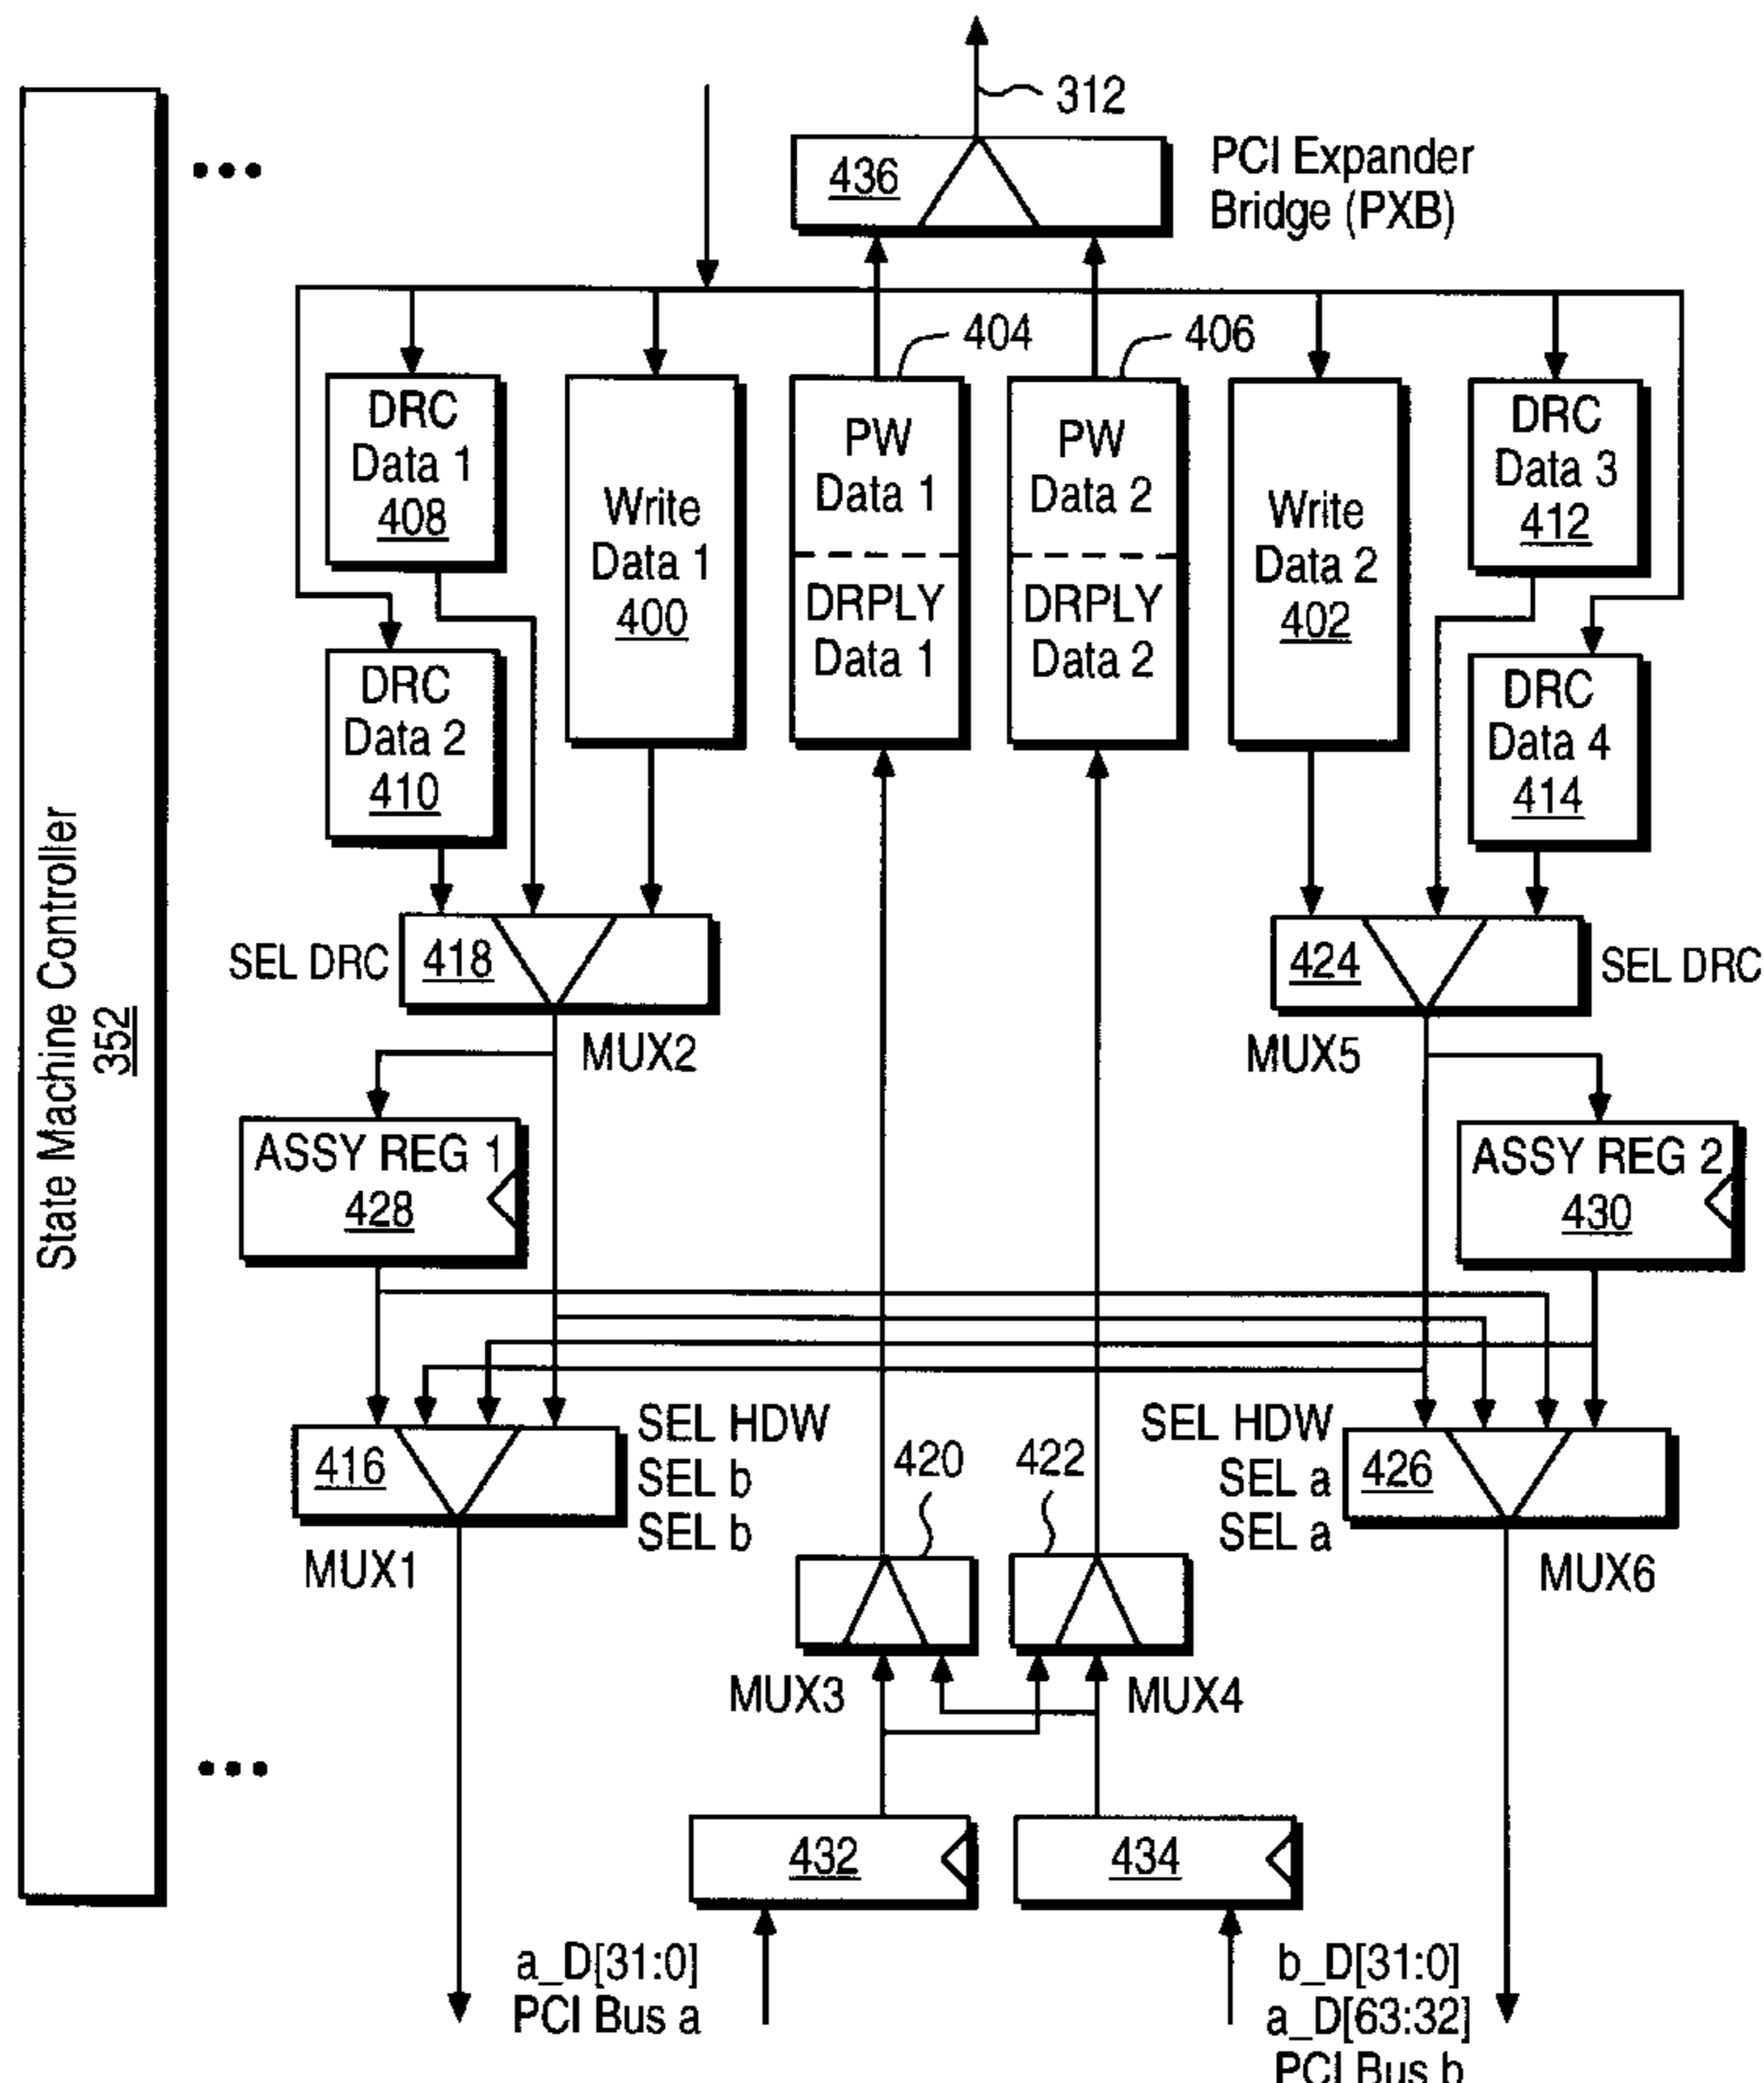 312
436
PCI Expander
Bridge (PXB)
404
406
DRC
Data 1
408
Write
Data 1
400
PW
Data 1
DRPLY
Data 1
PW
Data 2
DRPLY
Data 2
Write
Data 2
402
DRC
Data 3
412
DRC
Data 2
410
DRC
Data 4
414
State Machine Controller
352
SEL DRC
418
MUX2
424
SEL DRC
MUX5
ASSY REG 1
428
ASSY REG 2
430
416
SEL HDW
SEL b
SEL b
MUX1
420
422
SEL HDW
SEL a
SEL a
426
MUX6
MUX3
MUX4
432
434
a_D[31:0]
PCI Bus a
b_D[31:0]
a_D[63:32]
PCI Bus b